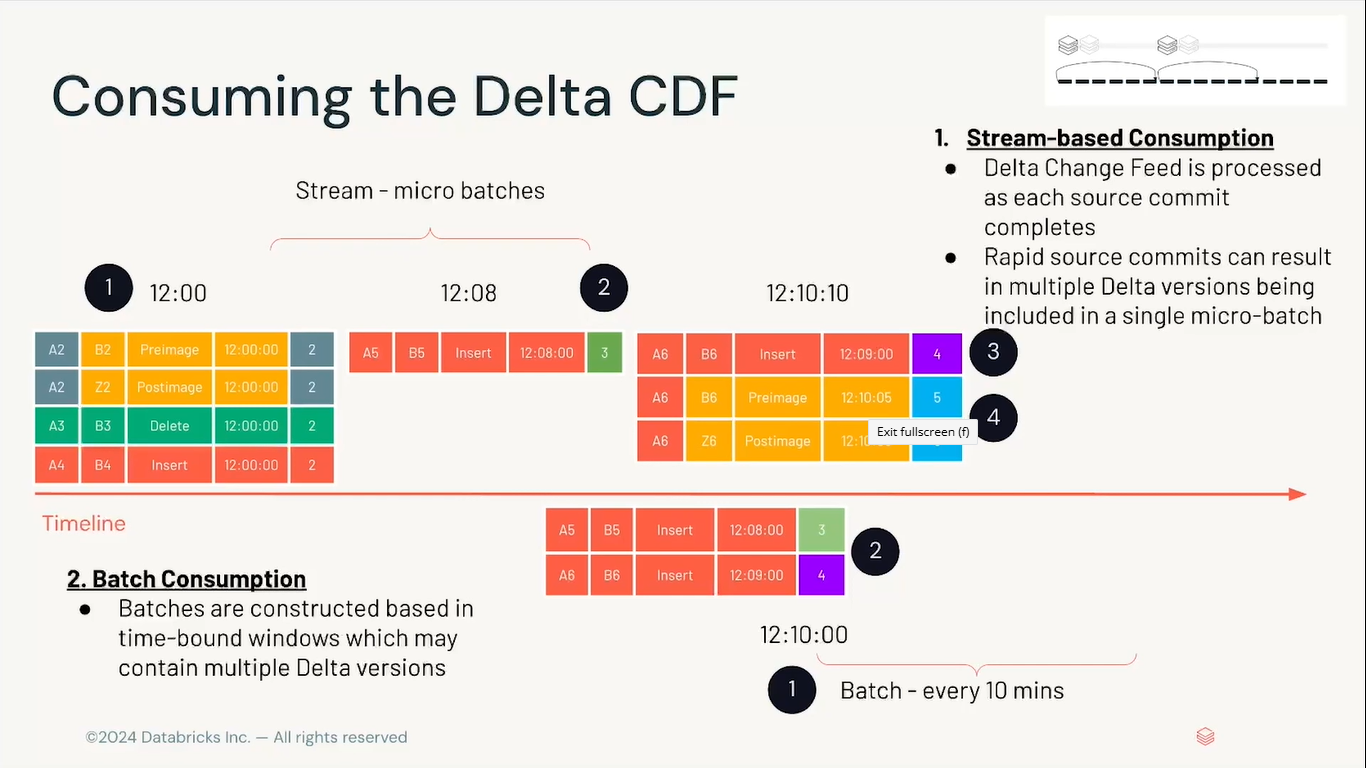 Consuming the Delta CDF
1. Stream-based Consumption
● Delta Change Feed is processed
as each source commit
completes
● Rapid source commits can result
in multiple Delta versions being
included in a single micro-batch
Stream - micro batches
1 12:00
12:08 2
12:10:10
A2 B2 Preimage 12:00:00 2
A2 Z2 Postimage 12:00:00 2
A3 B3 Delete 12:00:00 2
A4 B4 Insert 12:00:00 2
A5 B5 Insert 12:08:00 3
A6 B6 Insert 12:09:00 4
3
A6 B6 Preimage 12:10:05 5
4
A6 Z6 Postimage
Exit fullscreen (f)
Timeline
A5 B5 Insert 12:08:00 3
A6 B6 Insert 12:09:00 4
2
2. Batch Consumption
● Batches are constructed based in
time-bound windows which may
contain multiple Delta versions
12:10:00
1 Batch - every 10 mins
©2024 Databricks Inc. — All rights reserved